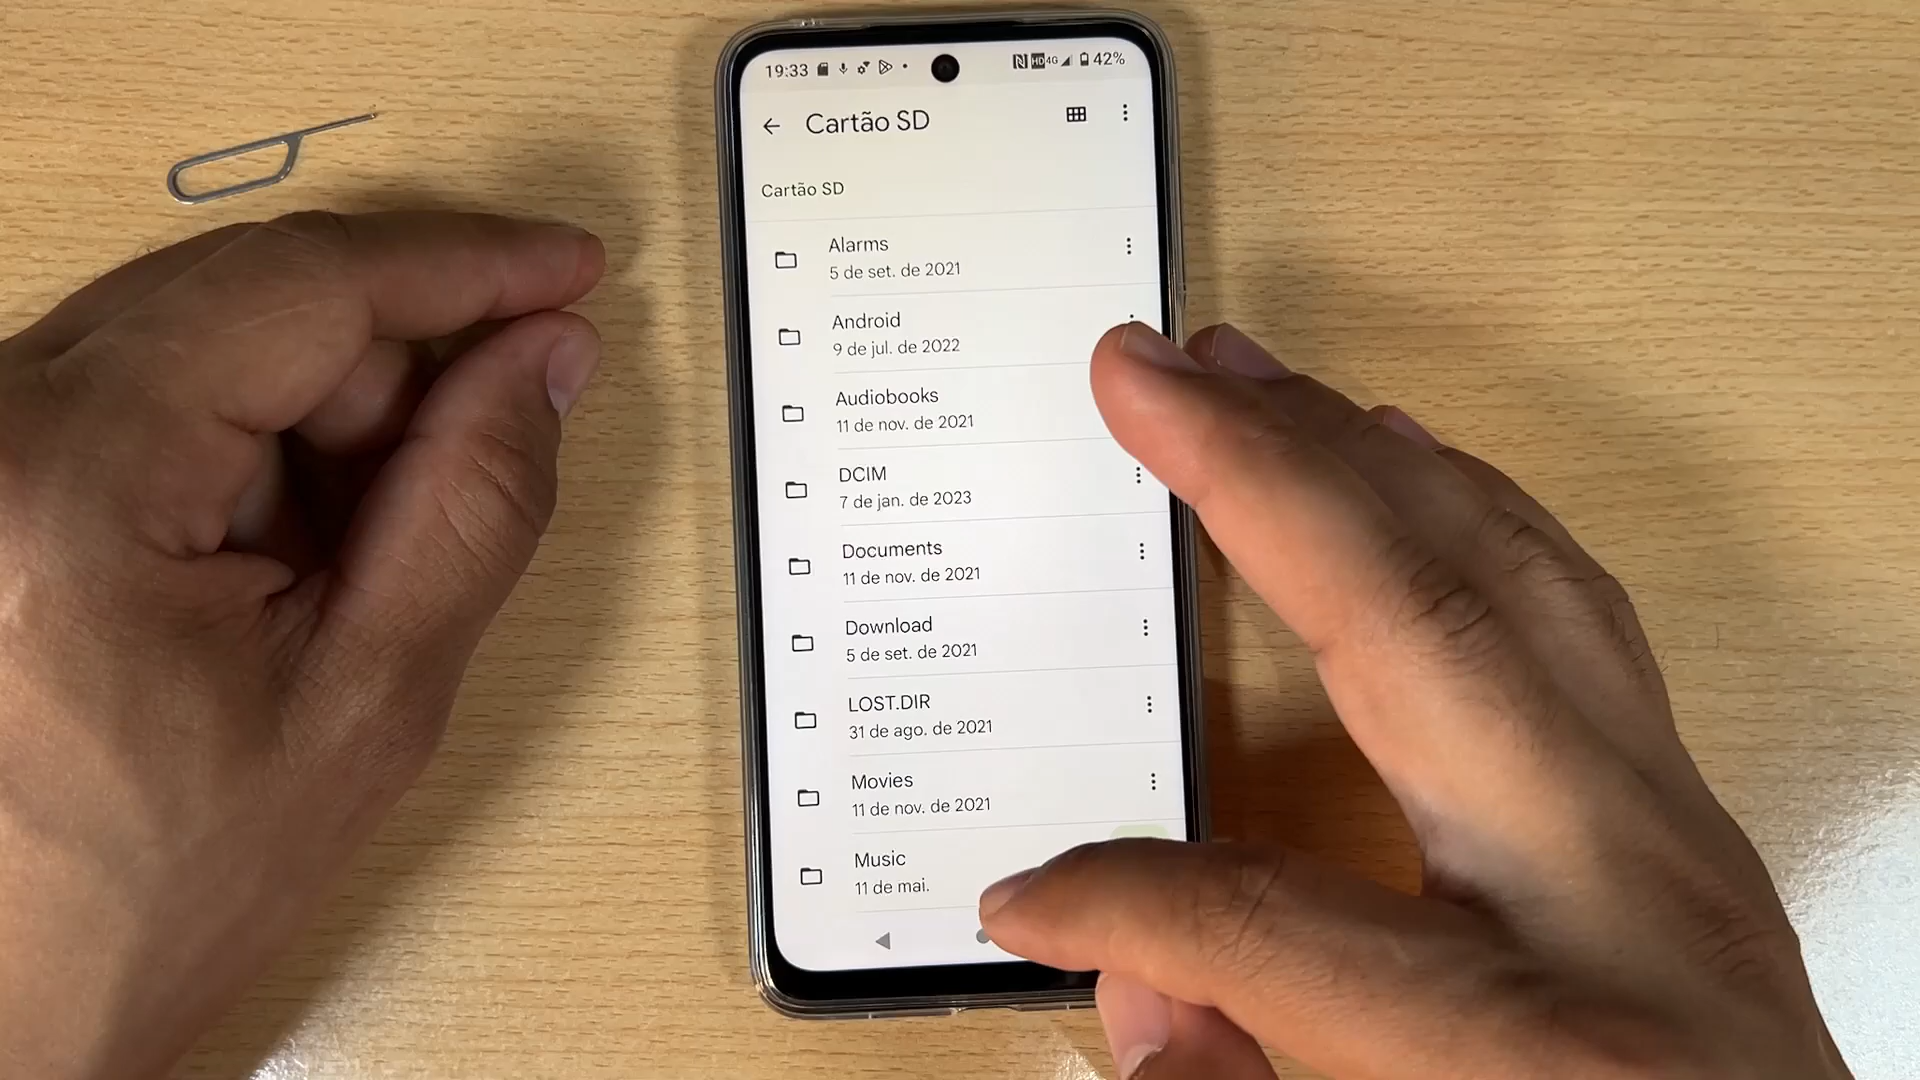 19:33 HD 4G 42%
Cartão SD
Cartão SD
Alarms
5 de set. de 2021
Android
9 de jul. de 2022
Audiobooks
11 de nov. de 2021
DCIM
7 de jan. de 2023
Documents
11 de nov. de 2021
Download
5 de set. de 2021
LOST.DIR
31 de ago. de 2021
Movies
11 de nov. de 2021
Music
11 de mai.